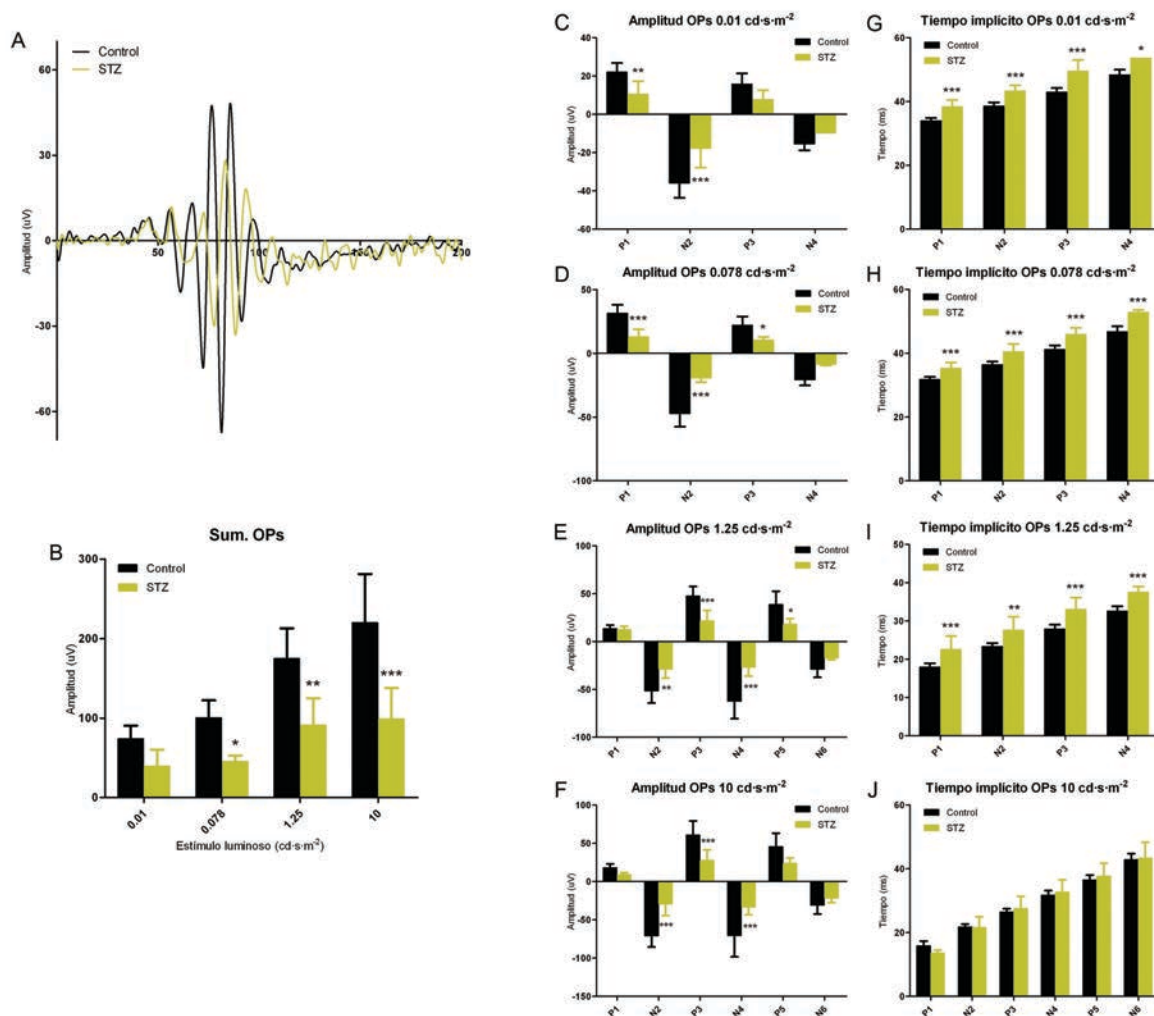 A
Control
STZ
60
30
0
-30
-60
50
100
150
200
Amplitud (uV)
B
Sum. OPs
Control
STZ
300
200
100
0
Amplitud (uV)
*
**
***
0.01
0.078
1.25
10
Estímulo luminoso (cd·s·m-2)
C
Amplitud OPs 0.01 cd·s·m-2
Control
STZ
40
20
0
-20
-40
-60
Amplitud (uV)
**
***
P1
N2
P3
N4
D
Amplitud OPs 0.078 cd·s·m-2
Control
STZ
50
0
-50
-100
Amplitud (uV)
***
***
*
P1
N2
P3
N4
E
Amplitud OPs 1.25 cd·s·m-2
Control
STZ
100
50
0
-50
-100
Amplitud (uV)
**
***
***
*
P1
N2
P3
N4
P5
N6
F
Amplitud OPs 10 cd·s·m-2
Control
STZ
100
50
0
-50
-100
-150
Amplitud (uV)
***
***
***
P1
N2
P3
N4
P5
N6
G
Tiempo implícito OPs 0.01 cd·s·m-2
Control
STZ
60
40
20
0
Tiempo (ms)
***
***
***
*
P1
N2
P3
N4
H
Tiempo implícito OPs 0.078 cd·s·m-2
Control
STZ
60
40
20
0
Tiempo (ms)
***
***
***
***
P1
N2
P3
N4
I
Tiempo implícito OPs 1.25 cd·s·m-2
Control
STZ
50
40
30
20
10
0
Tiempo (ms)
***
**
***
***
P1
N2
P3
N4
J
Tiempo implícito OPs 10 cd·s·m-2
Control
STZ
60
40
20
0
Tiempo (ms)
P1
N2
P3
N4
P5
N6